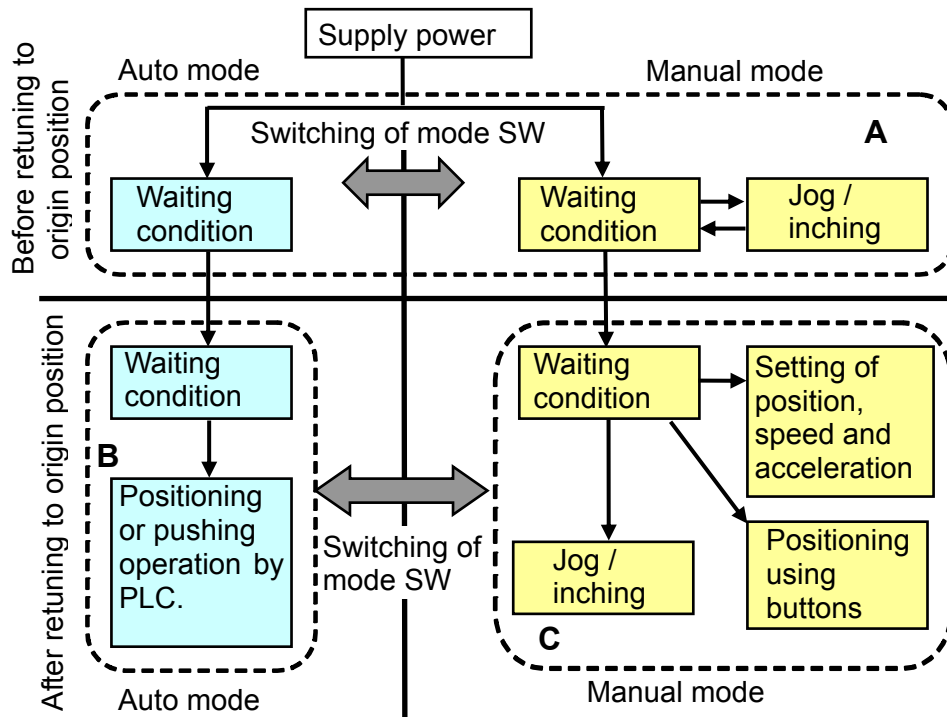 Supply power
Auto mode
Manual mode
Before retuning to
origin position
A
Switching of mode SW
Waiting
condition
Waiting
condition
Jog /
inching
After retuning to origin position
Waiting
condition
B
Positioning
or pushing
operation by
PLC.
Auto mode
Switching of
mode SW
Waiting
condition
Setting of
position,
speed and
acceleration
Jog /
inching
Positioning
using
buttons
C
Manual mode